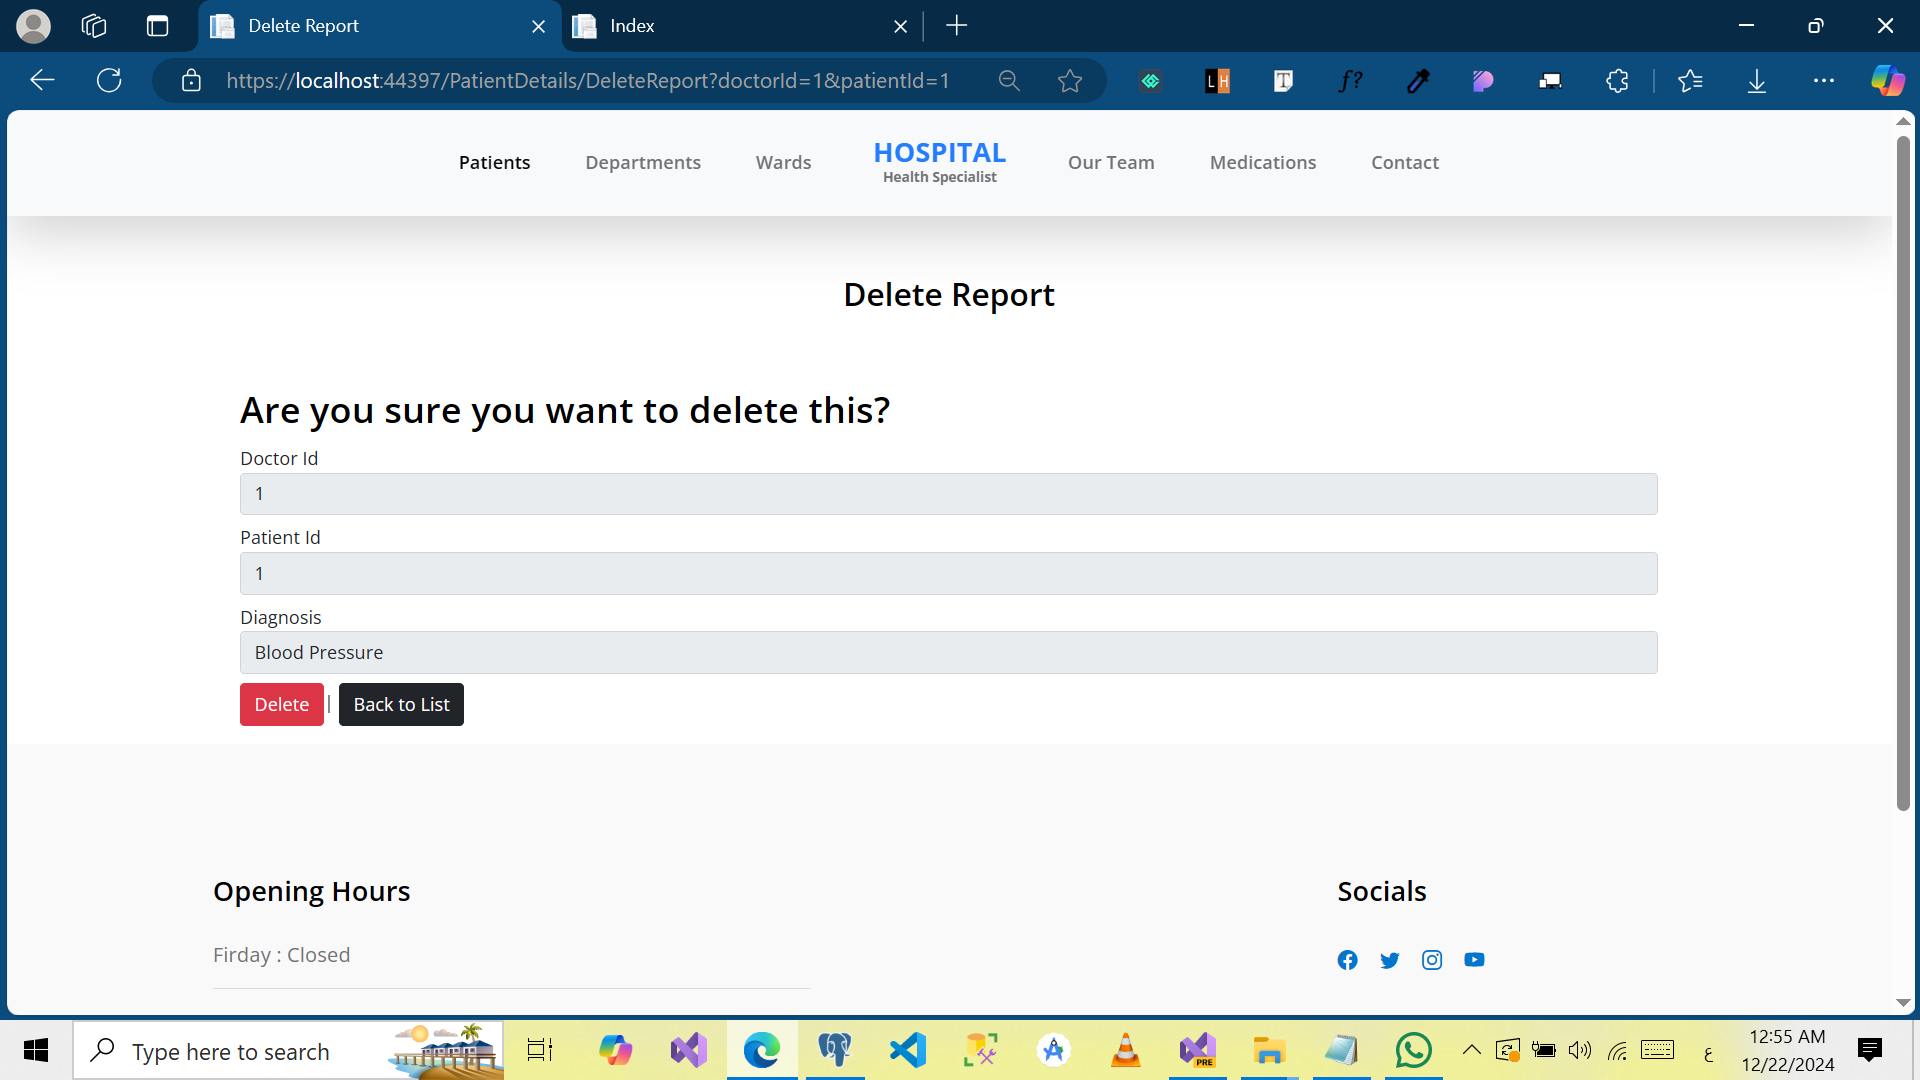 Delete Report
Index
https://localhost:44397/PatientDetails/DeleteReport?doctorId=1&patientId=1
LH
T
f?
Patients
Departments
Wards
HOSPITAL
Health Specialist
Our Team
Medications
Contact
Delete Report
Are you sure you want to delete this?
Doctor Id
1
Patient Id
1
Diagnosis
Blood Pressure
Delete | Back to List
Opening Hours
Socials
Firday : Closed
Type here to search
PRE
ع
12:55 AM
12/22/2024